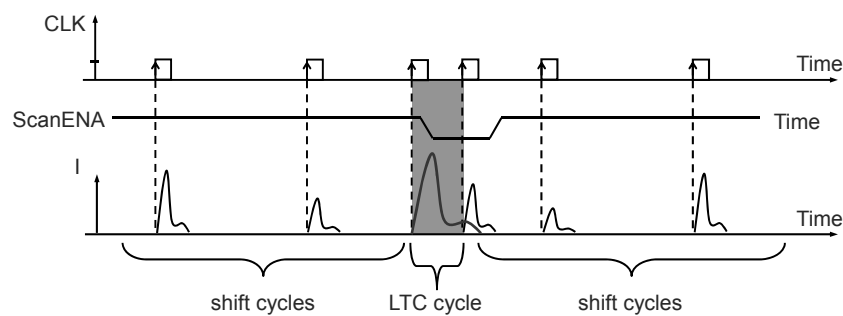 CLK
Time
ScanENA
Time
I
Time
shift cycles
LTC cycle
shift cycles